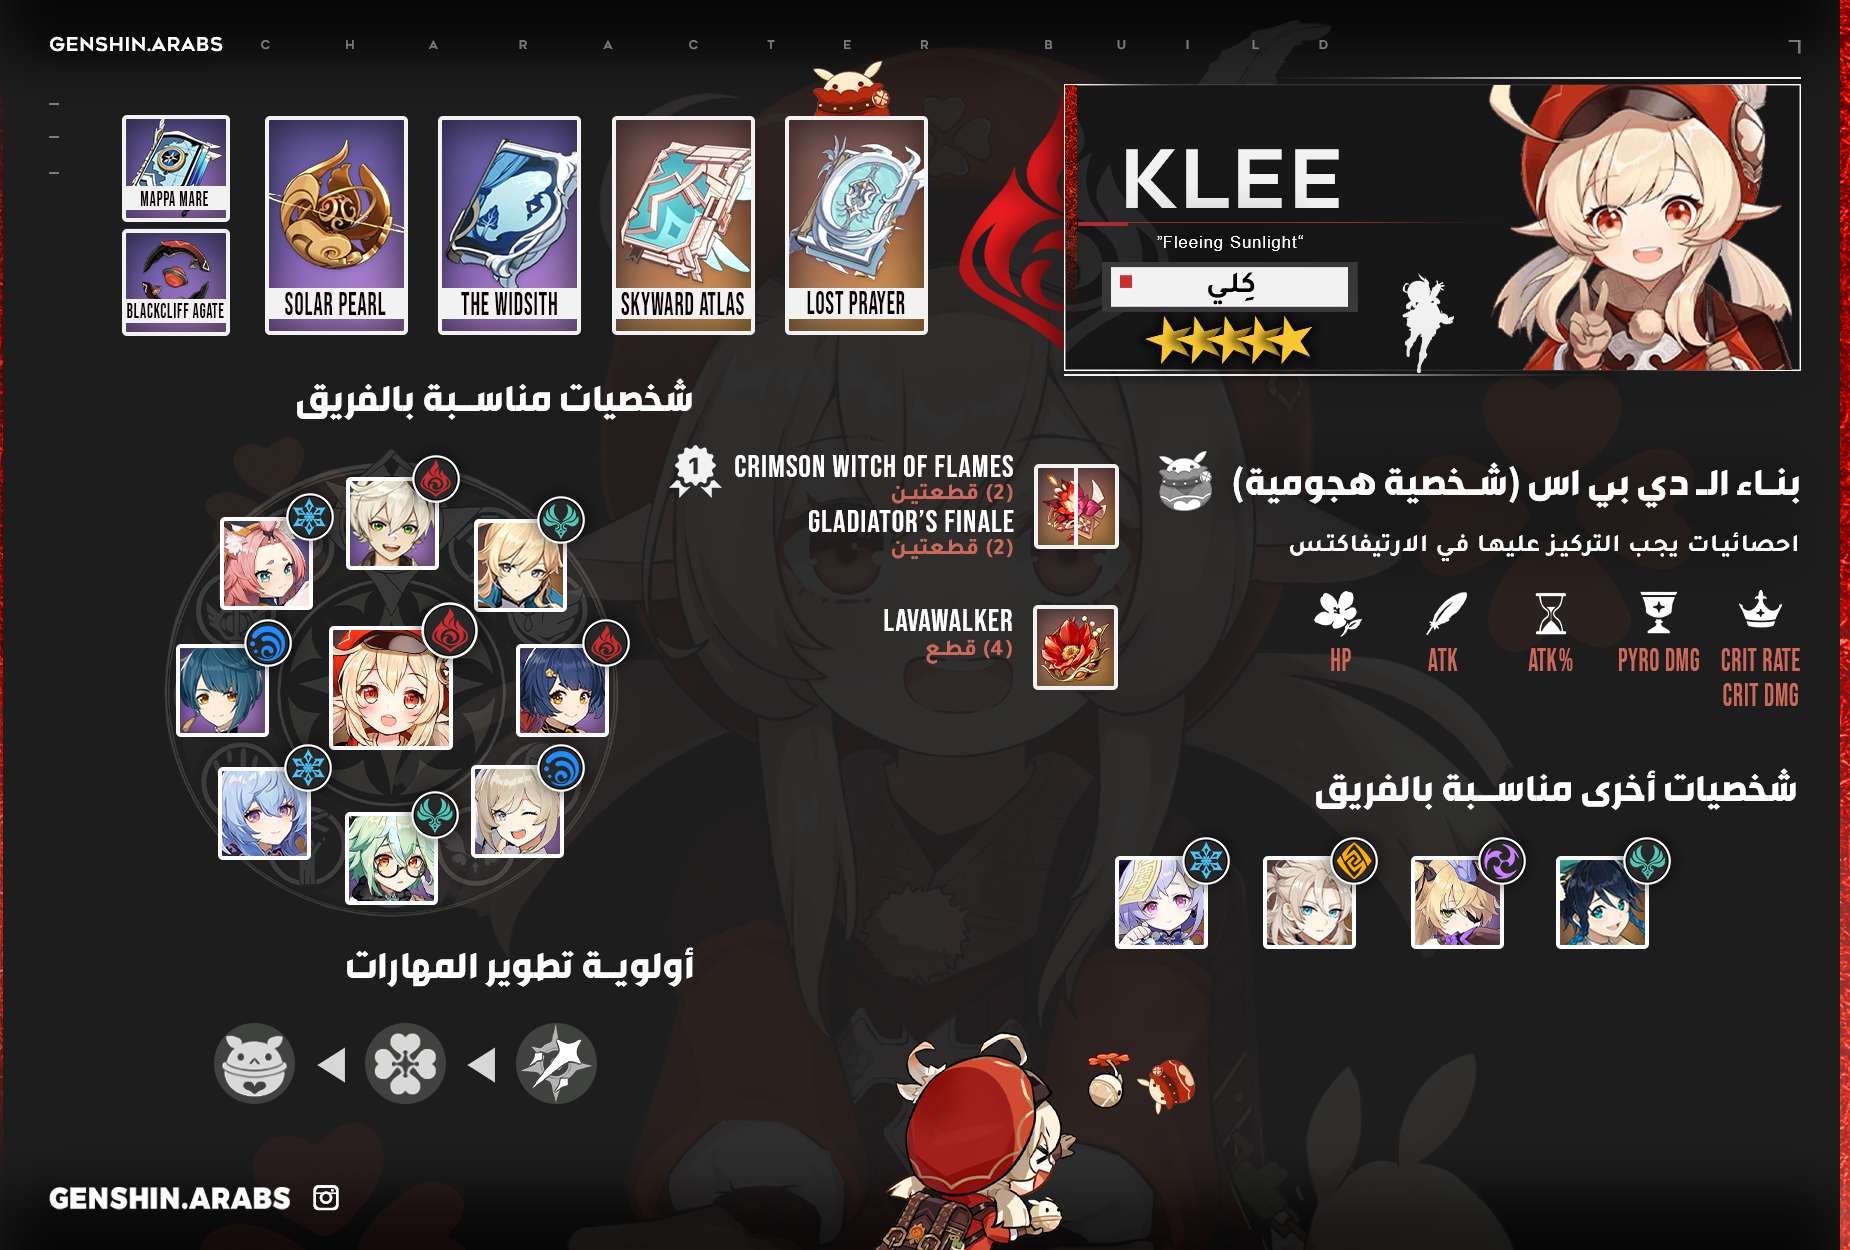 GENSHIN.ARABS
CHARACTER BUILD
KLEE
"Fleeing Sunlight“
كِلي
MAPPA MARE
BLACKCLIFF AGATE
SOLAR PEARL
THE WIDSITH
SKYWARD ATLAS
LOST PRAYER
شخصيات مناسبة بالفريق
1
CRIMSON WITCH OF FLAMES
(2) قطعتين
GLADIATOR'S FINALE
(2) قطعتين
LAVAWALKER
(4) قطع
بناء الـ دي بي اس (شخصية هجومية)
احصائيات يجب التركيز عليها في الارتيفاكتس
HP
ATK
ATK%
PYRO DMG
CRIT RATE
CRIT DMG
شخصيات أخرى مناسبة بالفريق
أولوية تطوير المهارات
GENSHIN.ARABS